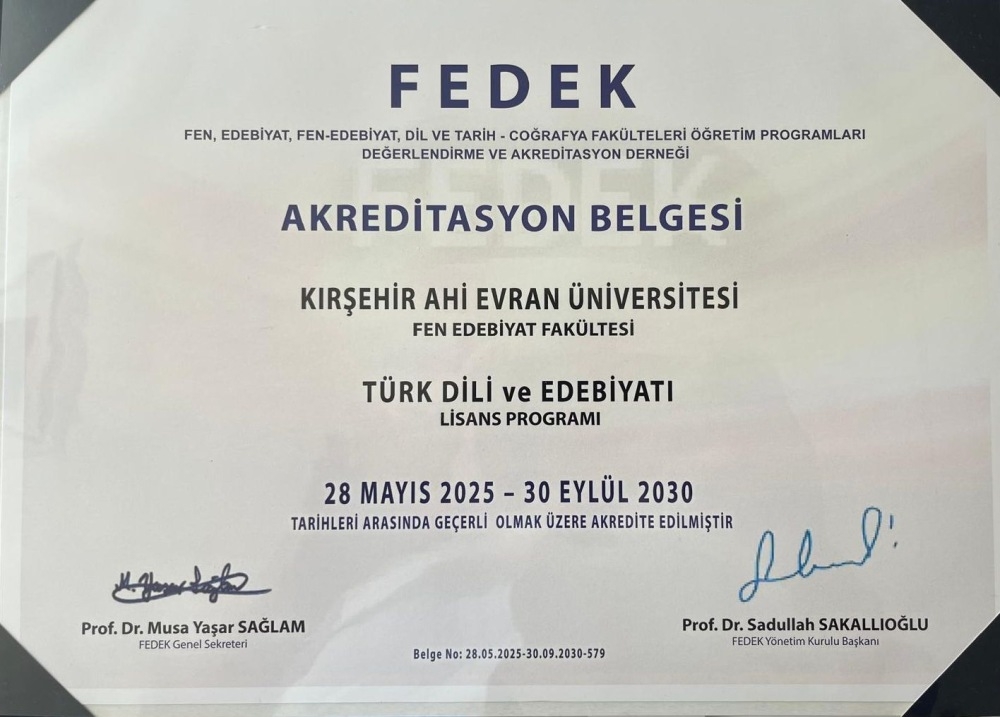 FEDEK
FEN, EDEBİYAT, FEN-EDEBİYAT, DİL VE TARİH - COĞRAFYA FAKÜLTELERİ ÖĞRETİM PROGRAMLARI
DEĞERLENDİRME VE AKREDİTASYON DERNEĞİ
FEDEK
AKREDİTASYON BELGESİ
KIRŞEHİR AHİ EVRAN ÜNİVERSİTESİ
FEN EDEBİYAT FAKÜLTESİ
TÜRK DİLİ ve EDEBİYATI
LİSANS PROGRAMI
28 MAYIS 2025 – 30 EYLÜL 2030
TARİHLERİ ARASINDA GEÇERLİ OLMAK ÜZERE AKREDİTE EDİLMİŞTİR
Prof. Dr. Musa Yaşar SAĞLAM
FEDEK Genel Sekreteri
Prof. Dr. Sadullah SAKALLIOĞLU
FEDEK Yönetim Kurulu Başkanı
Belge No: 28.05.2025-30.09.2030-579